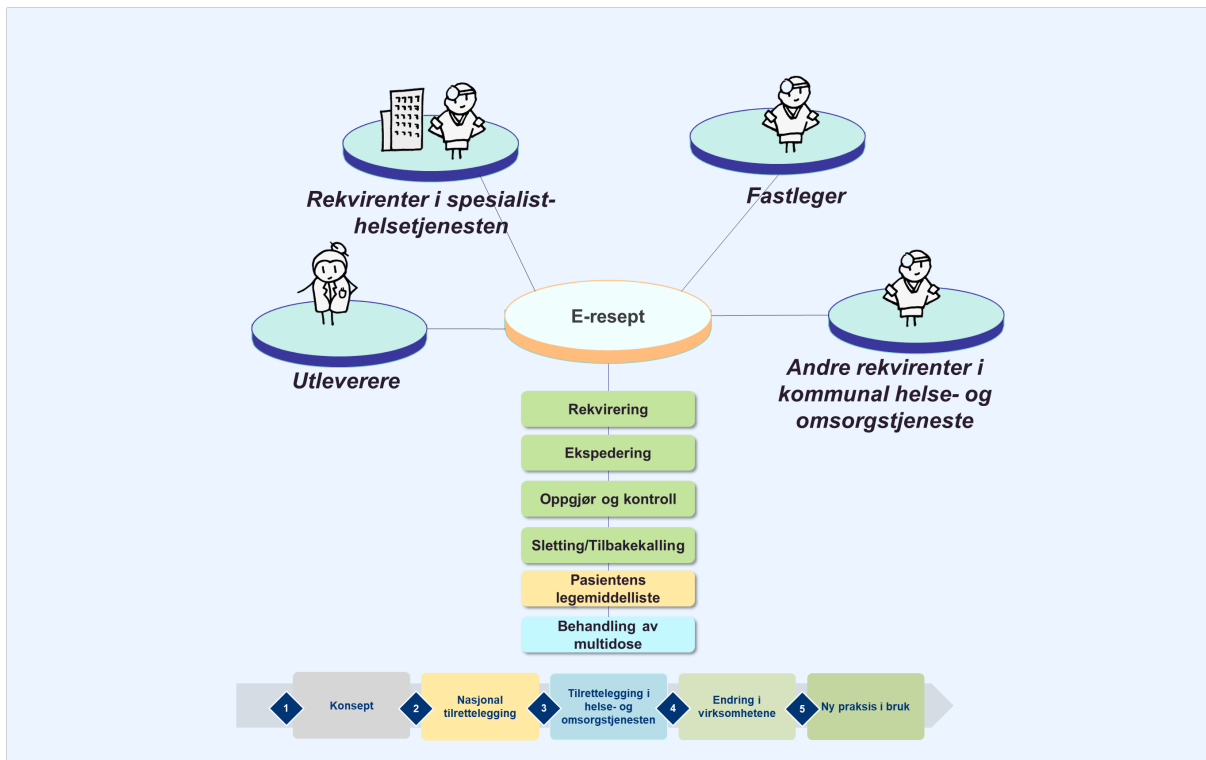 Rekvirenter i spesialist-
helsetjenesten
Fastleger
Utleverere
E-resept
Andre rekvirenter i
kommunal helse- og
omsorgstjeneste
Rekvirering
Ekspedering
Oppgjør og kontroll
Sletting/Tilbakekalling
Pasientens
legemiddelliste
Behandling av
multidose
1
Konsept
2
Nasjonal
tilrettelegging
3
Tilrettelegging i
helse- og
omsorgstjenesten
4
Endring i
virksomhetene
5
Ny praksis i bruk